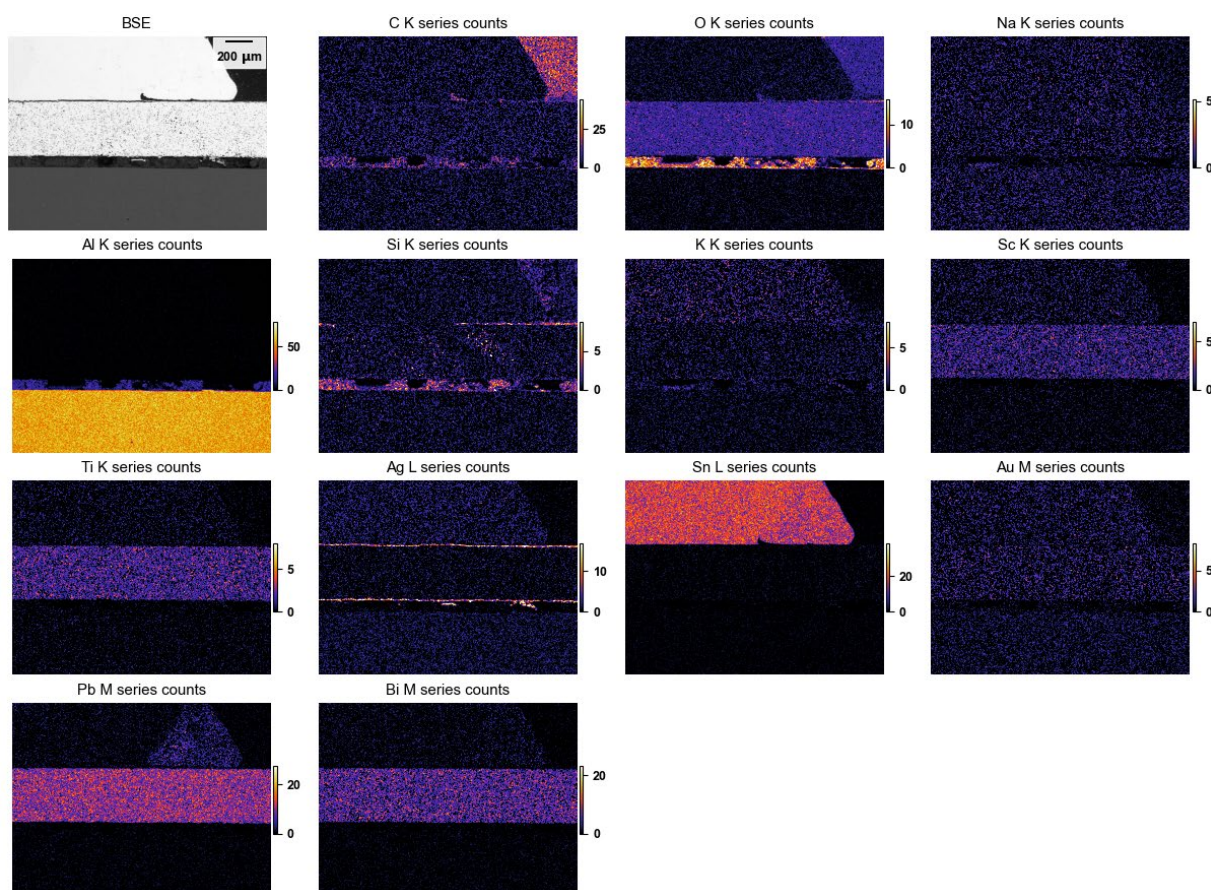 BSE
C K series counts
O K series counts
Na K series counts
200 µm
25
0
10
0
5
0
Al K series counts
Si K series counts
K K series counts
Sc K series counts
50
0
5
0
5
0
5
0
Ti K series counts
Ag L series counts
Sn L series counts
Au M series counts
5
0
10
0
20
0
5
0
Pb M series counts
Bi M series counts
20
0
20
0